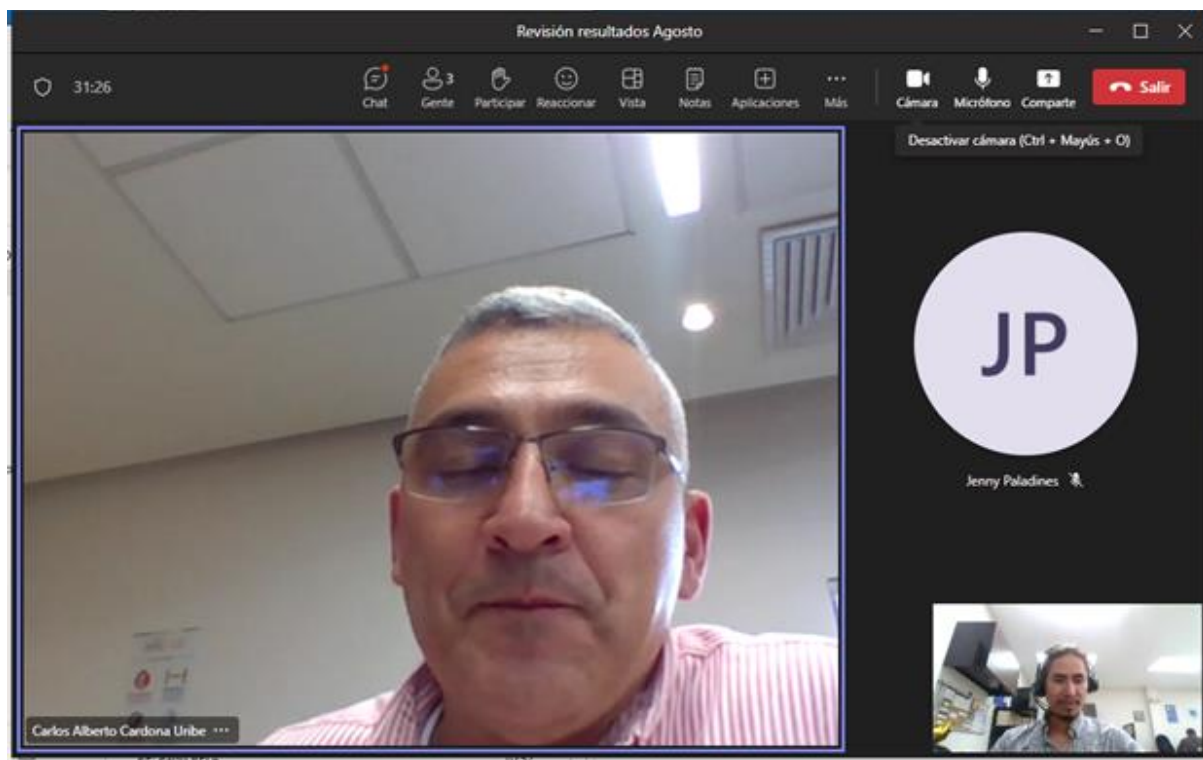 Revisión resultados Agosto
31:26
Chat
3
Gente
Participar
Reaccionar
Vista
Notas
Aplicaciones
Más
Cámara
Micrófono
Comparte
Salir
Desactivar cámara (Ctrl + Mayús + O)
JP
Jenny Paladines
Carlos Alberto Cardona Uribe